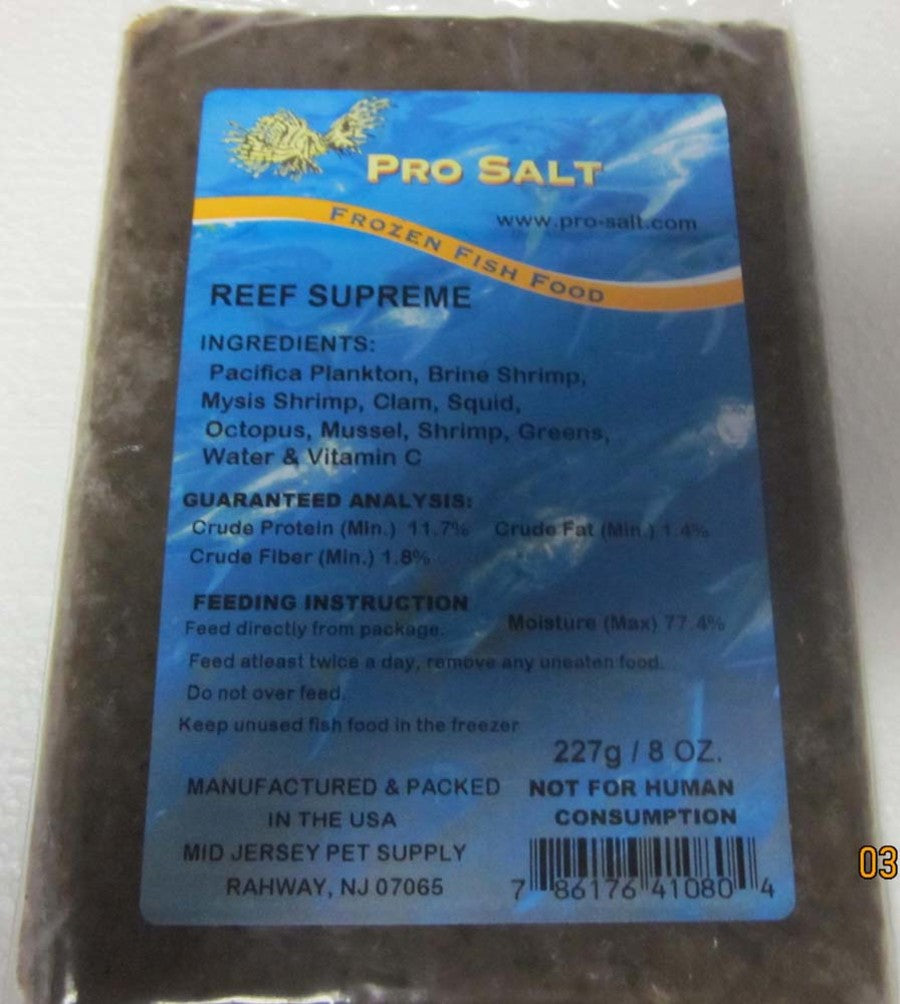 PRO SALT
www.pro-salt.com
FROZEN FISH FOOD
REEF SUPREME
INGREDIENTS:
Pacifica Plankton, Brine Shrimp,
Mysis Shrimp, Clam, Squid,
Octopus, Mussel, Shrimp, Greens,
Water & Vitamin C
GUARANTEED ANALYSIS:
Crude Protein (Min.) 11.7% Crude Fat (Min.) 1.4%
Crude Fiber (Min.) 1.8%
FEEDING INSTRUCTION
Feed directly from package. Moisture (Max) 77.4%
Feed atleast twice a day, remove any uneaten food.
Do not over feed.
Keep unused fish food in the freezer
227g / 8 OZ.
MANUFACTURED & PACKED
IN THE USA
MID JERSEY PET SUPPLY
RAHWAY, NJ 07065
NOT FOR HUMAN
CONSUMPTION
7 86176 41080 4
03